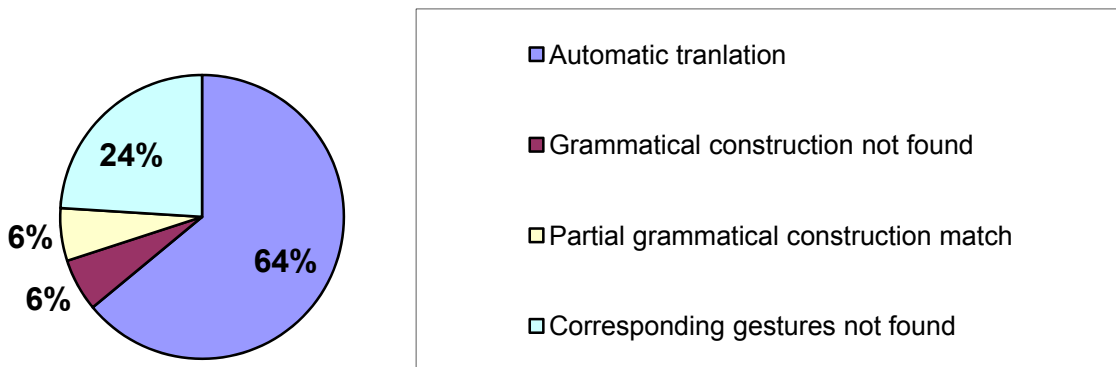 24%
6%
6%
64%
Automatic tranlation
Grammatical construction not found
Partial grammatical construction match
Corresponding gestures not found